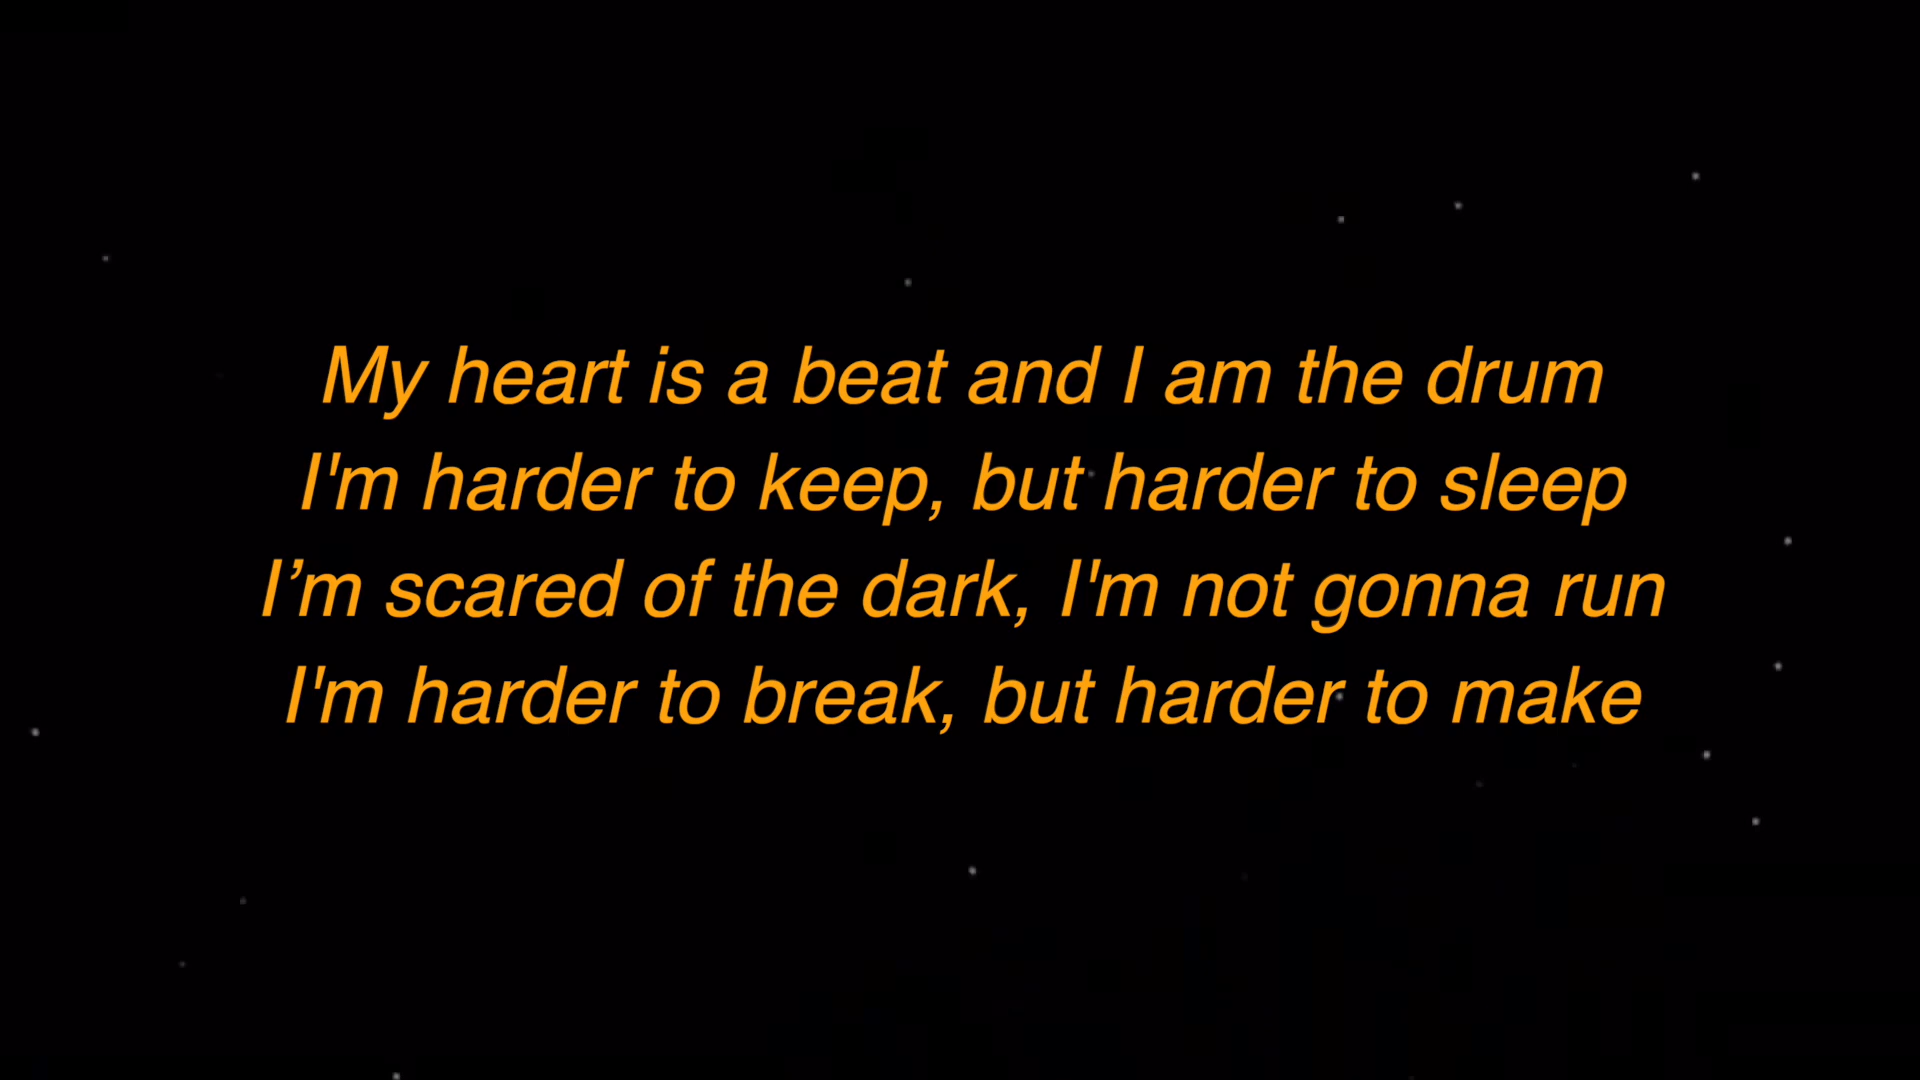 My heart is a beat and I am the drum
I'm harder to keep, but harder to sleep
I’m scared of the dark, I'm not gonna run
I'm harder to break, but harder to make